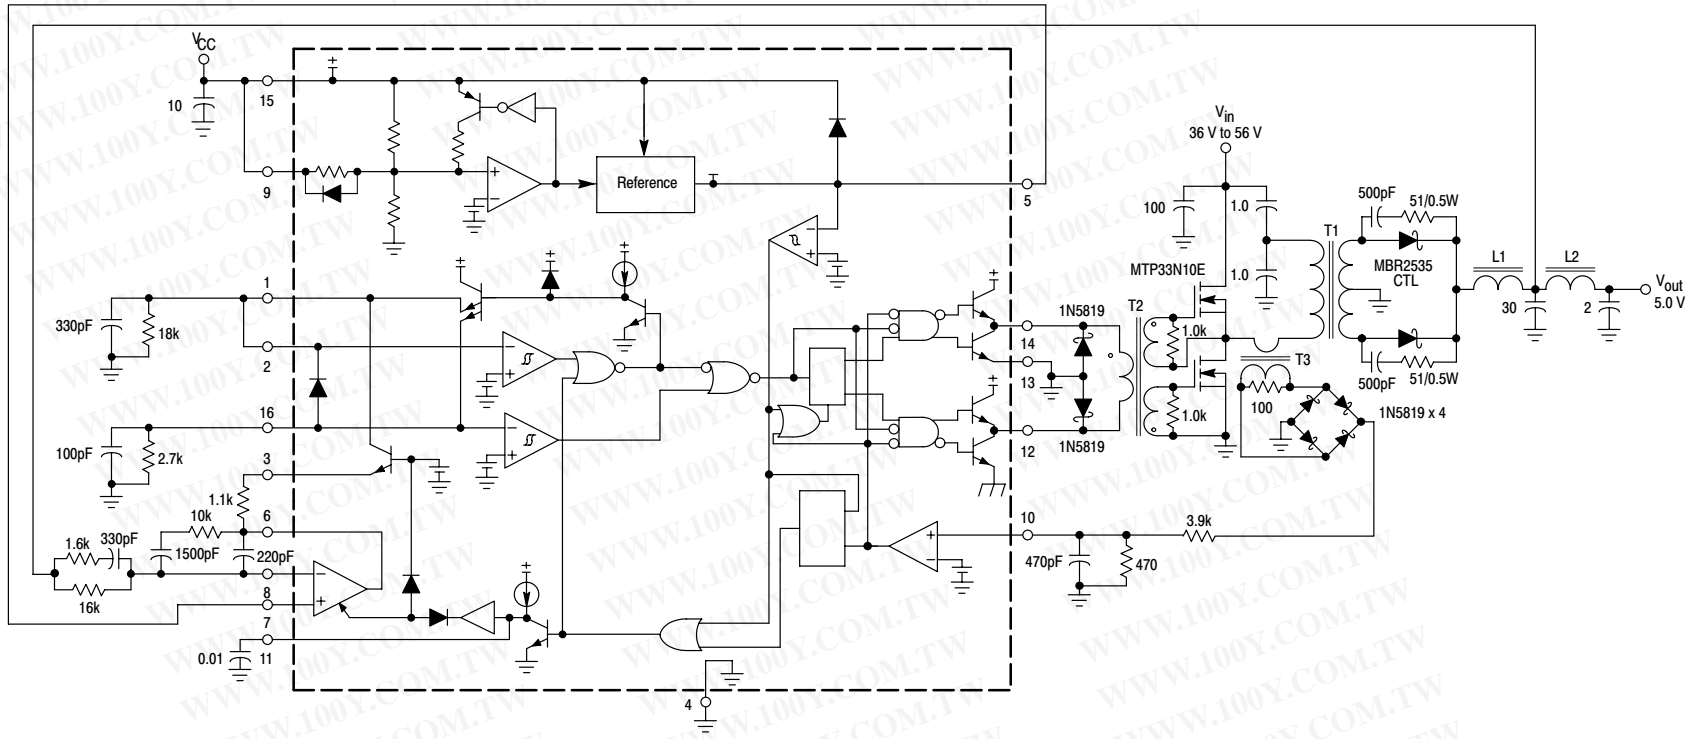 VCC
10
15
9
Reference
5
Vin
36 V to 56 V
100
1.0
1.0
MTP33N10E
500pF
51/0.5W
T1
MBR2535
CTL
L1
L2
Vout
5.0 V
30
2
500pF
51/0.5W
1
330pF
18k
2
16
100pF
2.7k
3
1.1k
10k
6
330pF
1.6k
1500pF
220pF
16k
8
7
0.01
11
4
14
13
12
10
1N5819
1N5819
T2
1.0k
1.0k
T3
100
1N5819 x 4
3.9k
470pF
470
WWW.100Y.COM.TW